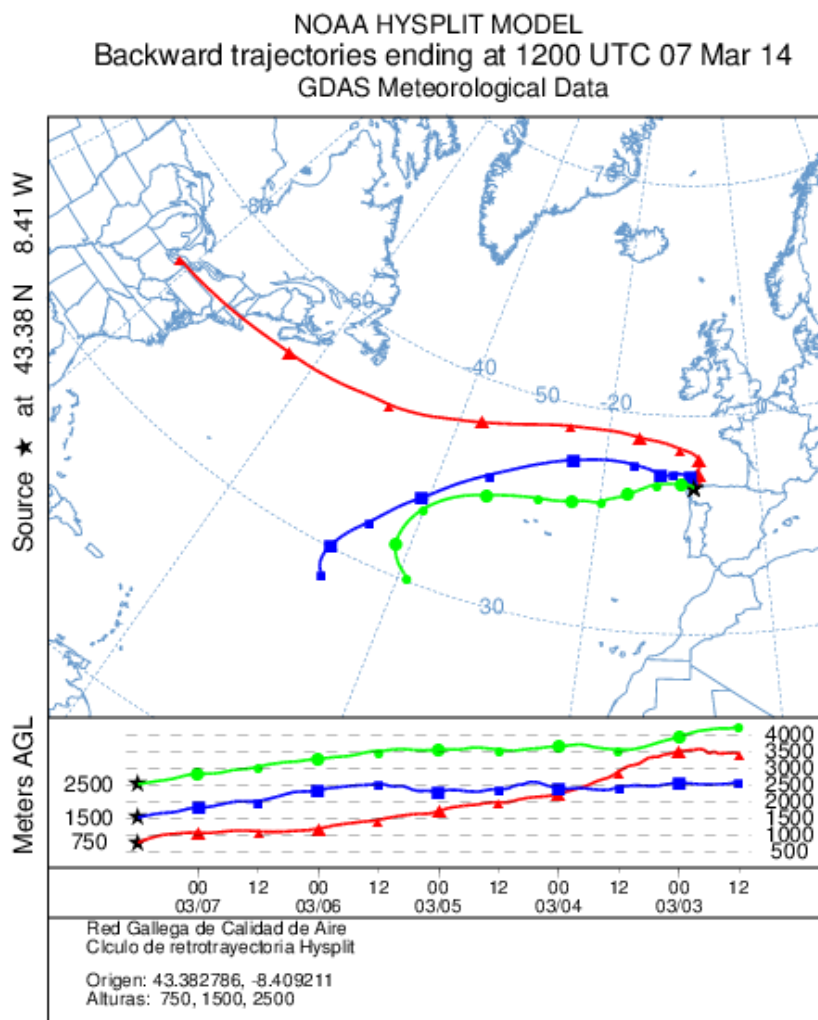 NOAA HYSPLIT MODEL
Backward trajectories ending at 1200 UTC 07 Mar 14
GDAS Meteorological Data
Source ★ at 43.38 N 8.41 W
-80
-60
-40
-20
0
70
50
30
Meters AGL
2500
1500
750
4000
3500
3000
2500
2000
1500
1000
500
00 12 00 12 00 12 00 12 00 12
03/07 03/06 03/05 03/04 03/03
Red Gallega de Calidad de Aire
Clculo de retrotrayectoria Hysplit
Origen: 43.382786, -8.409211
Alturas: 750, 1500, 2500